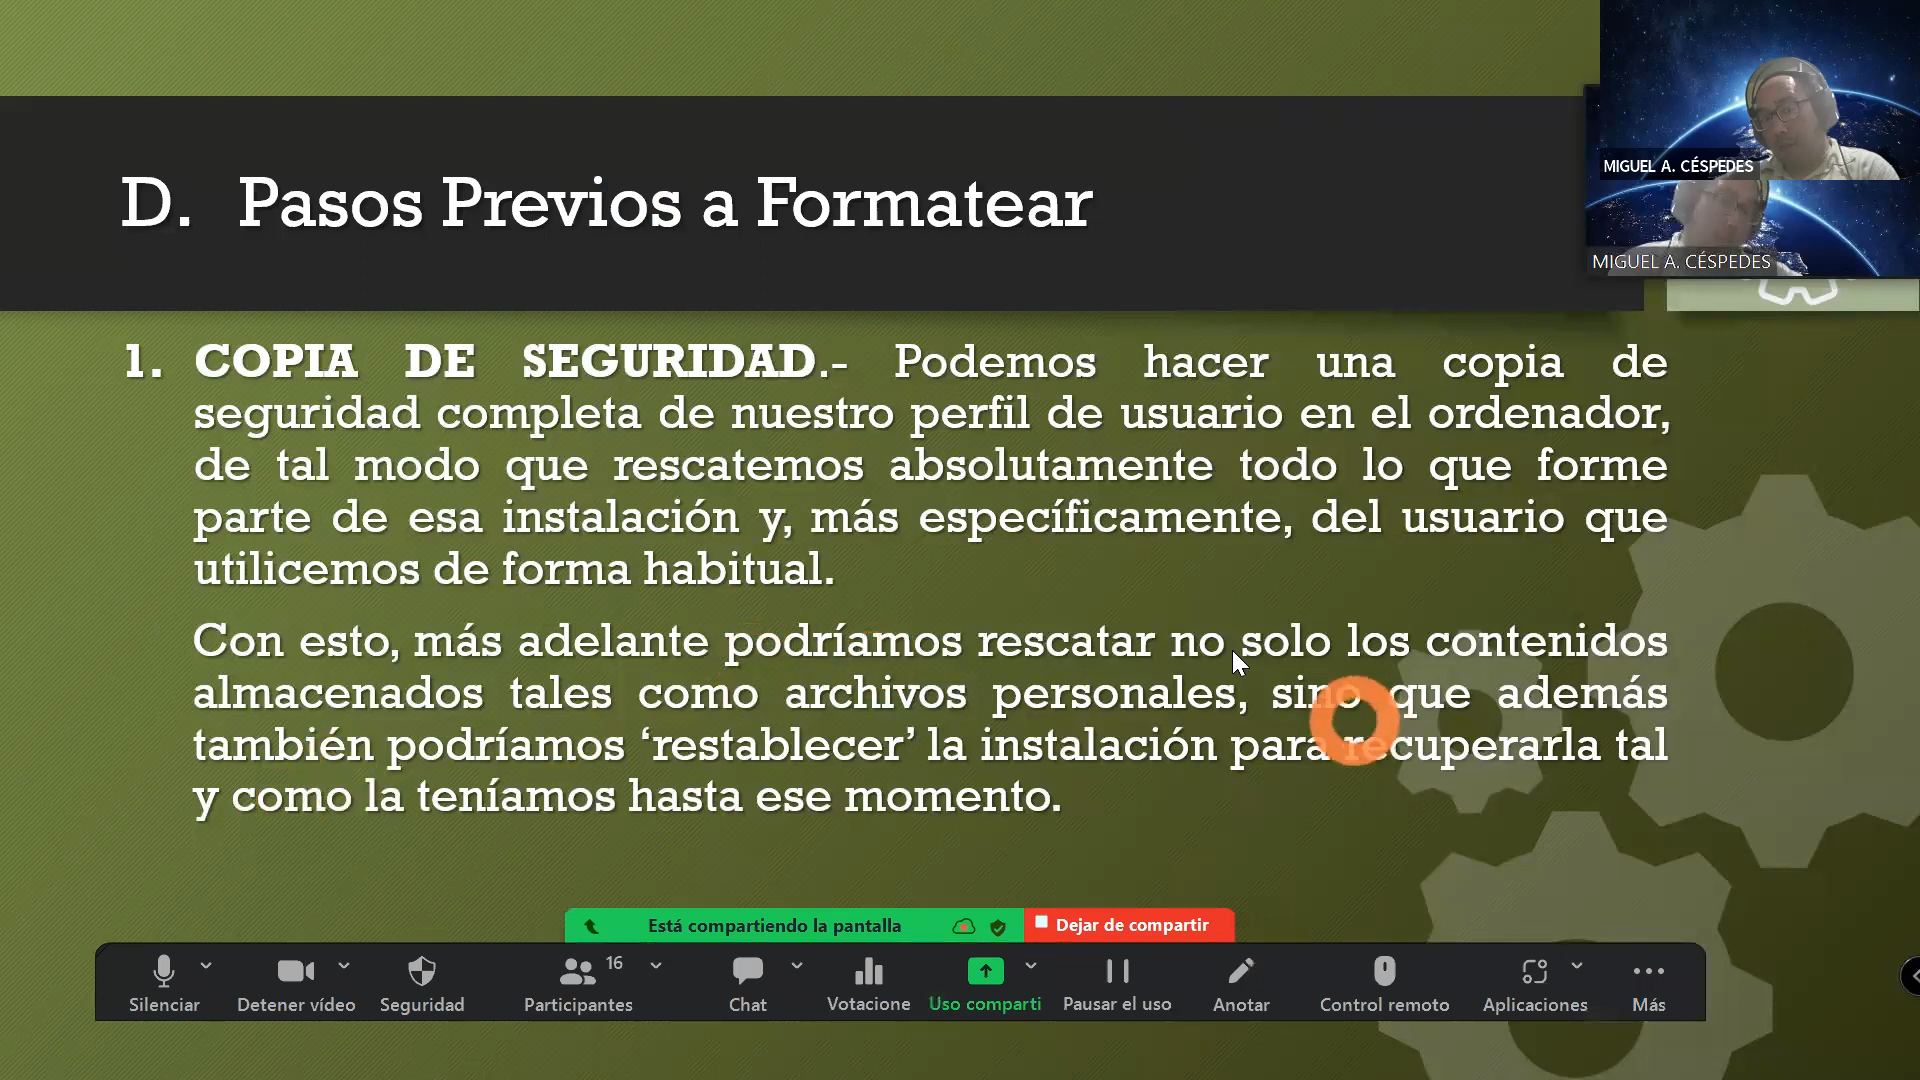 D. Pasos Previos a Formatear
MIGUEL A. CÉSPEDES
MIGUEL A. CÉSPEDES
1. COPIA DE SEGURIDAD.- Podemos hacer una copia de
seguridad completa de nuestro perfil de usuario en el ordenador,
de tal modo que rescatemos absolutamente todo lo que forme
parte de esa instalación y, más específicamente, del usuario que
utilicemos de forma habitual.
Con esto, más adelante podríamos rescatar no solo los contenidos
almacenados tales como archivos personales, sino que además
también podríamos ‘restablecer’ la instalación para recuperarla tal
y como la teníamos hasta ese momento.
Está compartiendo la pantalla Dejar de compartir
16
Silenciar Detener vídeo Seguridad Participantes Chat Votacione Uso comparti Pausar el uso Anotar Control remoto Aplicaciones Más